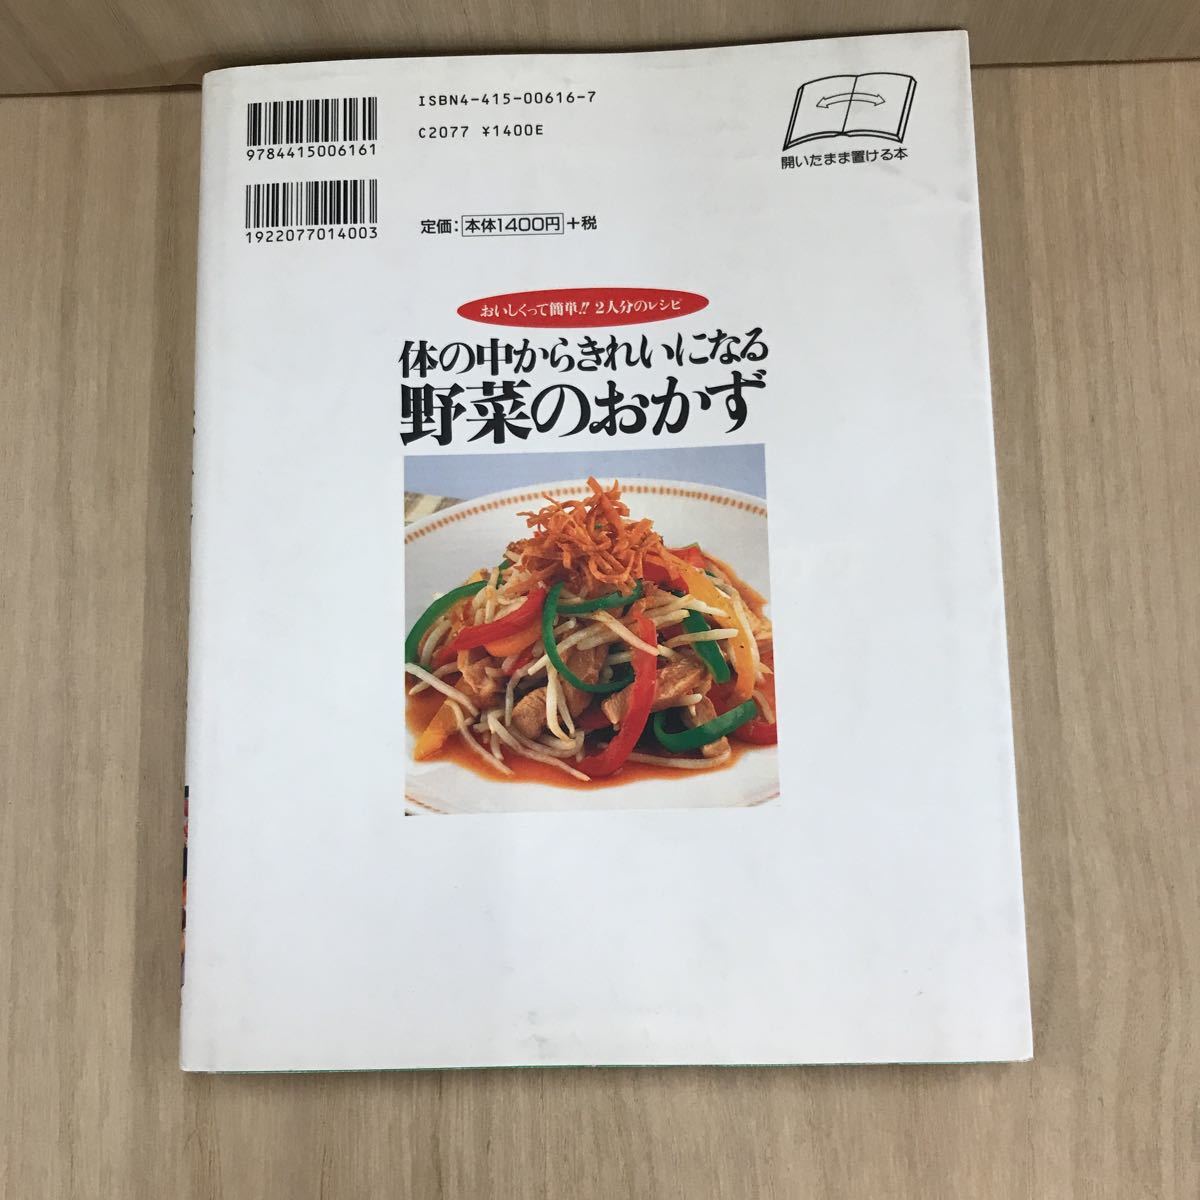 ISBN4-415-00616-7
C2077 ¥1400E
9784415006161
1922077014003
定価：本体1400円＋税
開いたまま置ける本
おいしくって簡単!! 2人分のレシピ
体の中からきれいになる
野菜のおかず